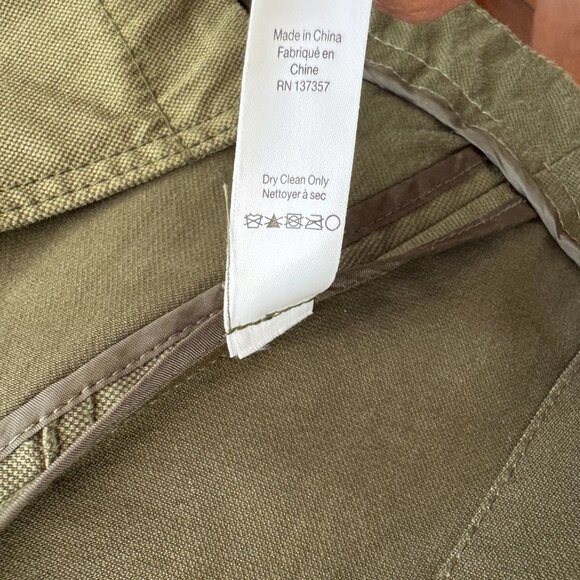 Made in China
Fabriqué en
Chine
RN 137357
Dry Clean Only
Nettoyer à sec